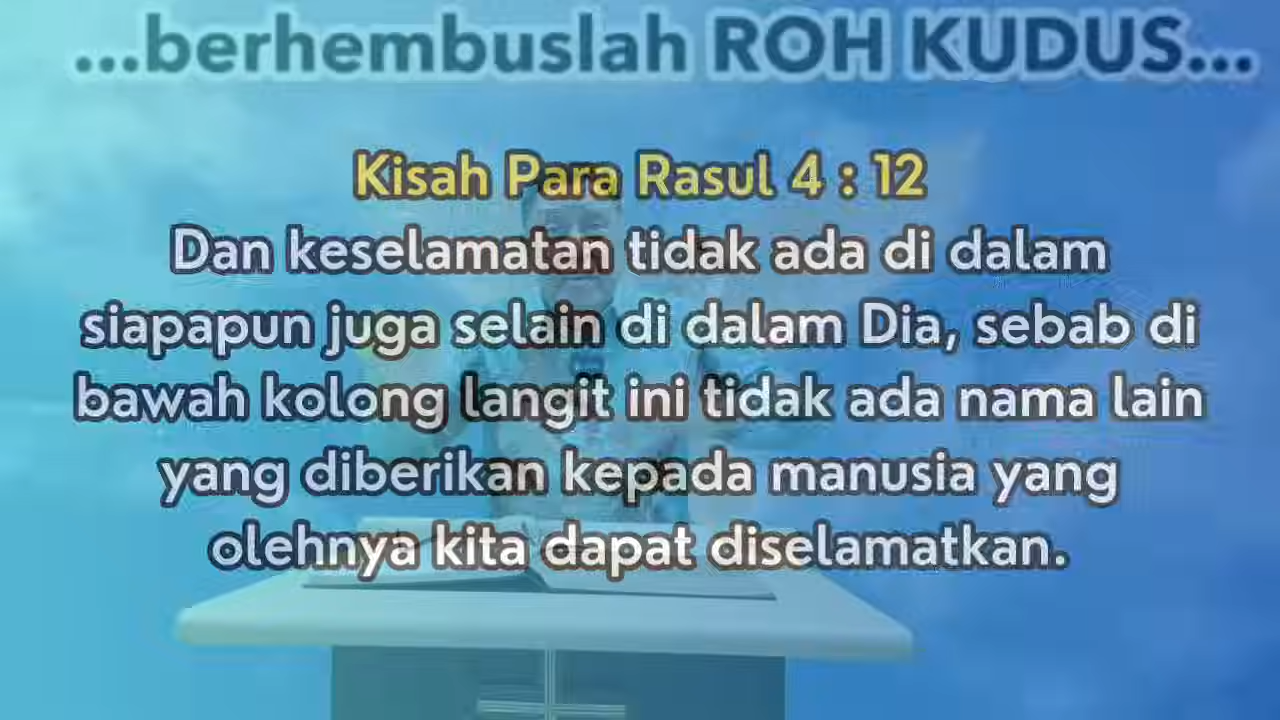 ...berhembuslah ROH KUDUS...
Kisah Para Rasul 4 : 12
Dan keselamatan tidak ada di dalam
siapapun juga selain di dalam Dia, sebab di
bawah kolong langit ini tidak ada nama lain
yang diberikan kepada manusia yang
olehnya kita dapat diselamatkan.